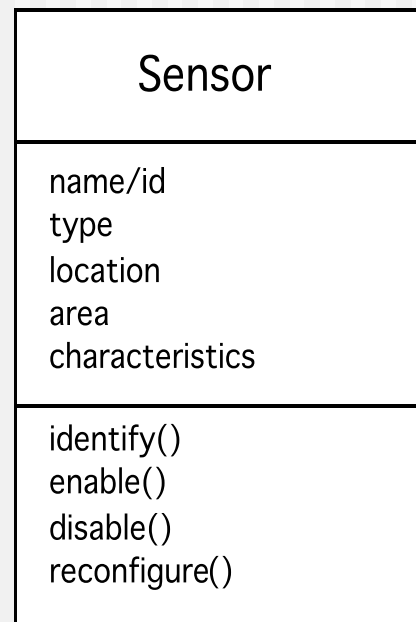 Sensor
name/id
type
location
area
characteristics
identify()
enable()
disable()
reconfigure()